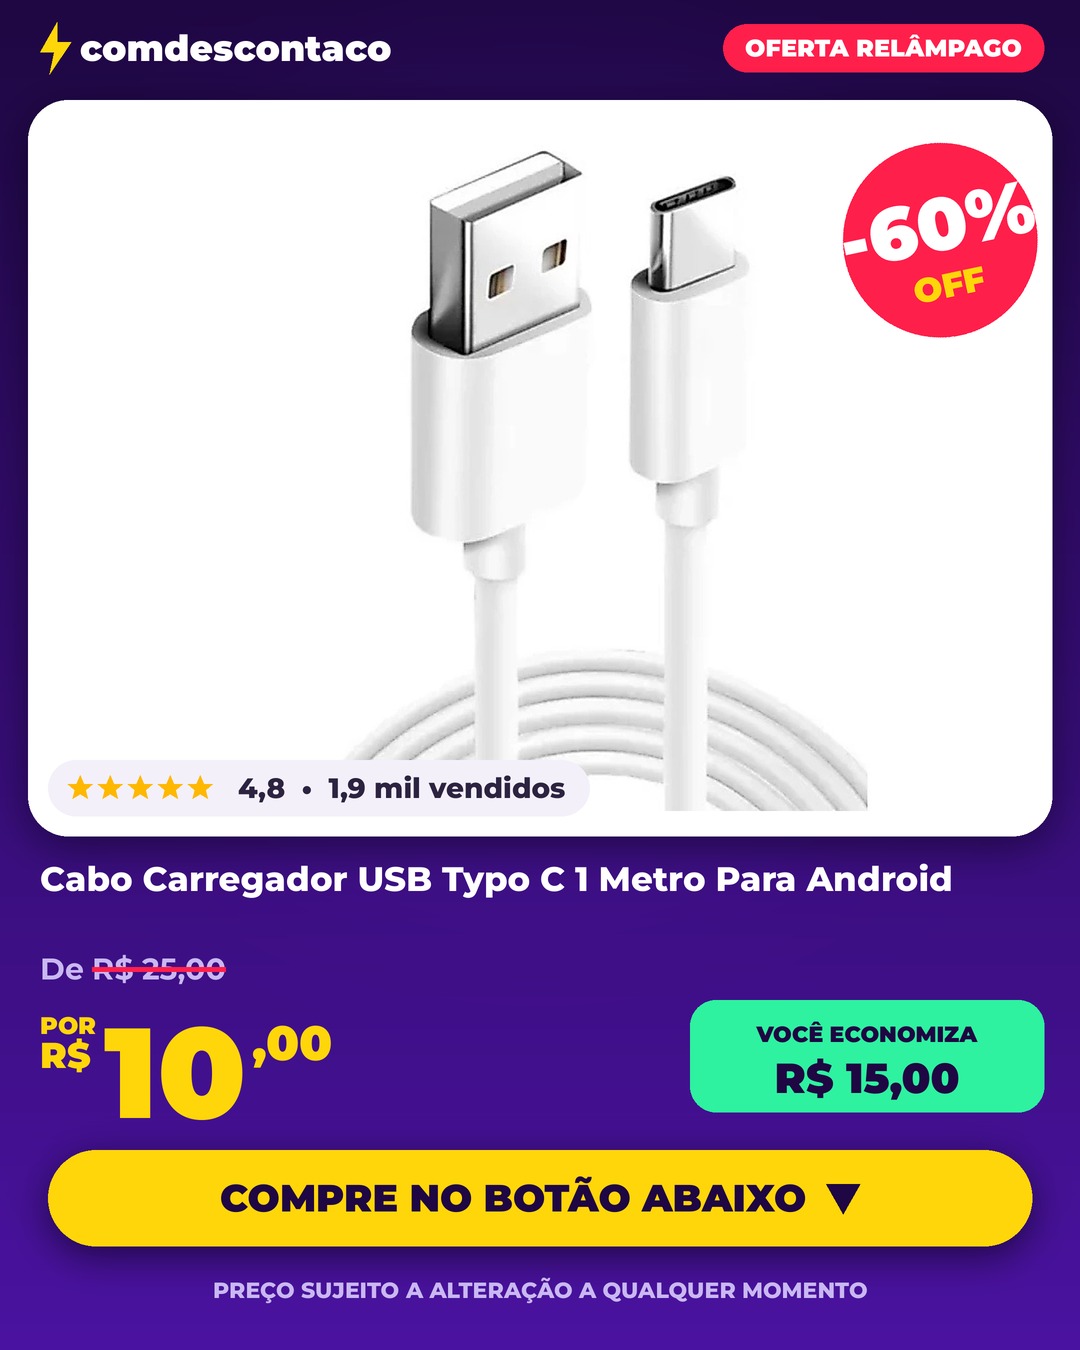 comdescontaco
OFERTA RELÂMPAGO
-60%
OFF
4,8 • 1,9 mil vendidos
Cabo Carregador USB Typo C 1 Metro Para Android
De R$ 25,00
POR
R$ 10,00
VOCÊ ECONOMIZA
R$ 15,00
COMPRE NO BOTÃO ABAIXO ▼
PREÇO SUJEITO A ALTERAÇÃO A QUALQUER MOMENTO